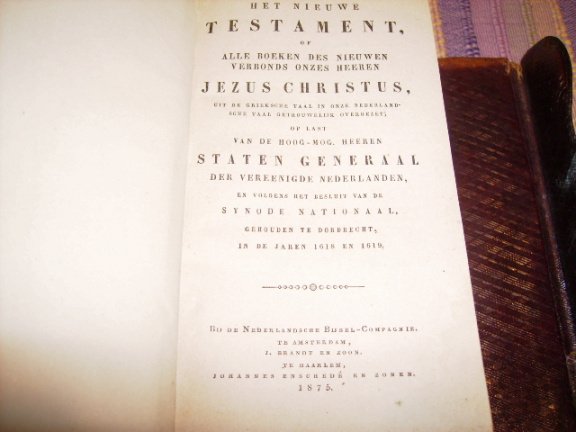 HET NIEUWE
TESTAMENT,
OF
ALLE BOEKEN DES NIEUWEN
VERBONDS ONZES HEEREN
JEZUS CHRISTUS,
UIT DE GRIEKSCHE TAAL IN ONZE NEDERLAND-
SCHE TAAL GETROUWELIJK OVERGEZET;
OP LAST
VAN DE HOOG-MOG. HEEREN
STATEN GENERAAL
DER VEREENIGDE NEDERLANDEN,
EN VOLGENS HET BESLUIT VAN DE
SYNODE NATIONAAL,
GEHOUDEN TE DORDRECHT,
IN DE JAREN 1618 EN 1619.
BIJ DE NEDERLANDSCHE BIJBEL-COMPAGNIE.
TE AMSTERDAM,
J. BRANDT EN ZOON.
TE HAARLEM,
JOHANNES ENSCHEDÉ EN ZONEN.
1875.